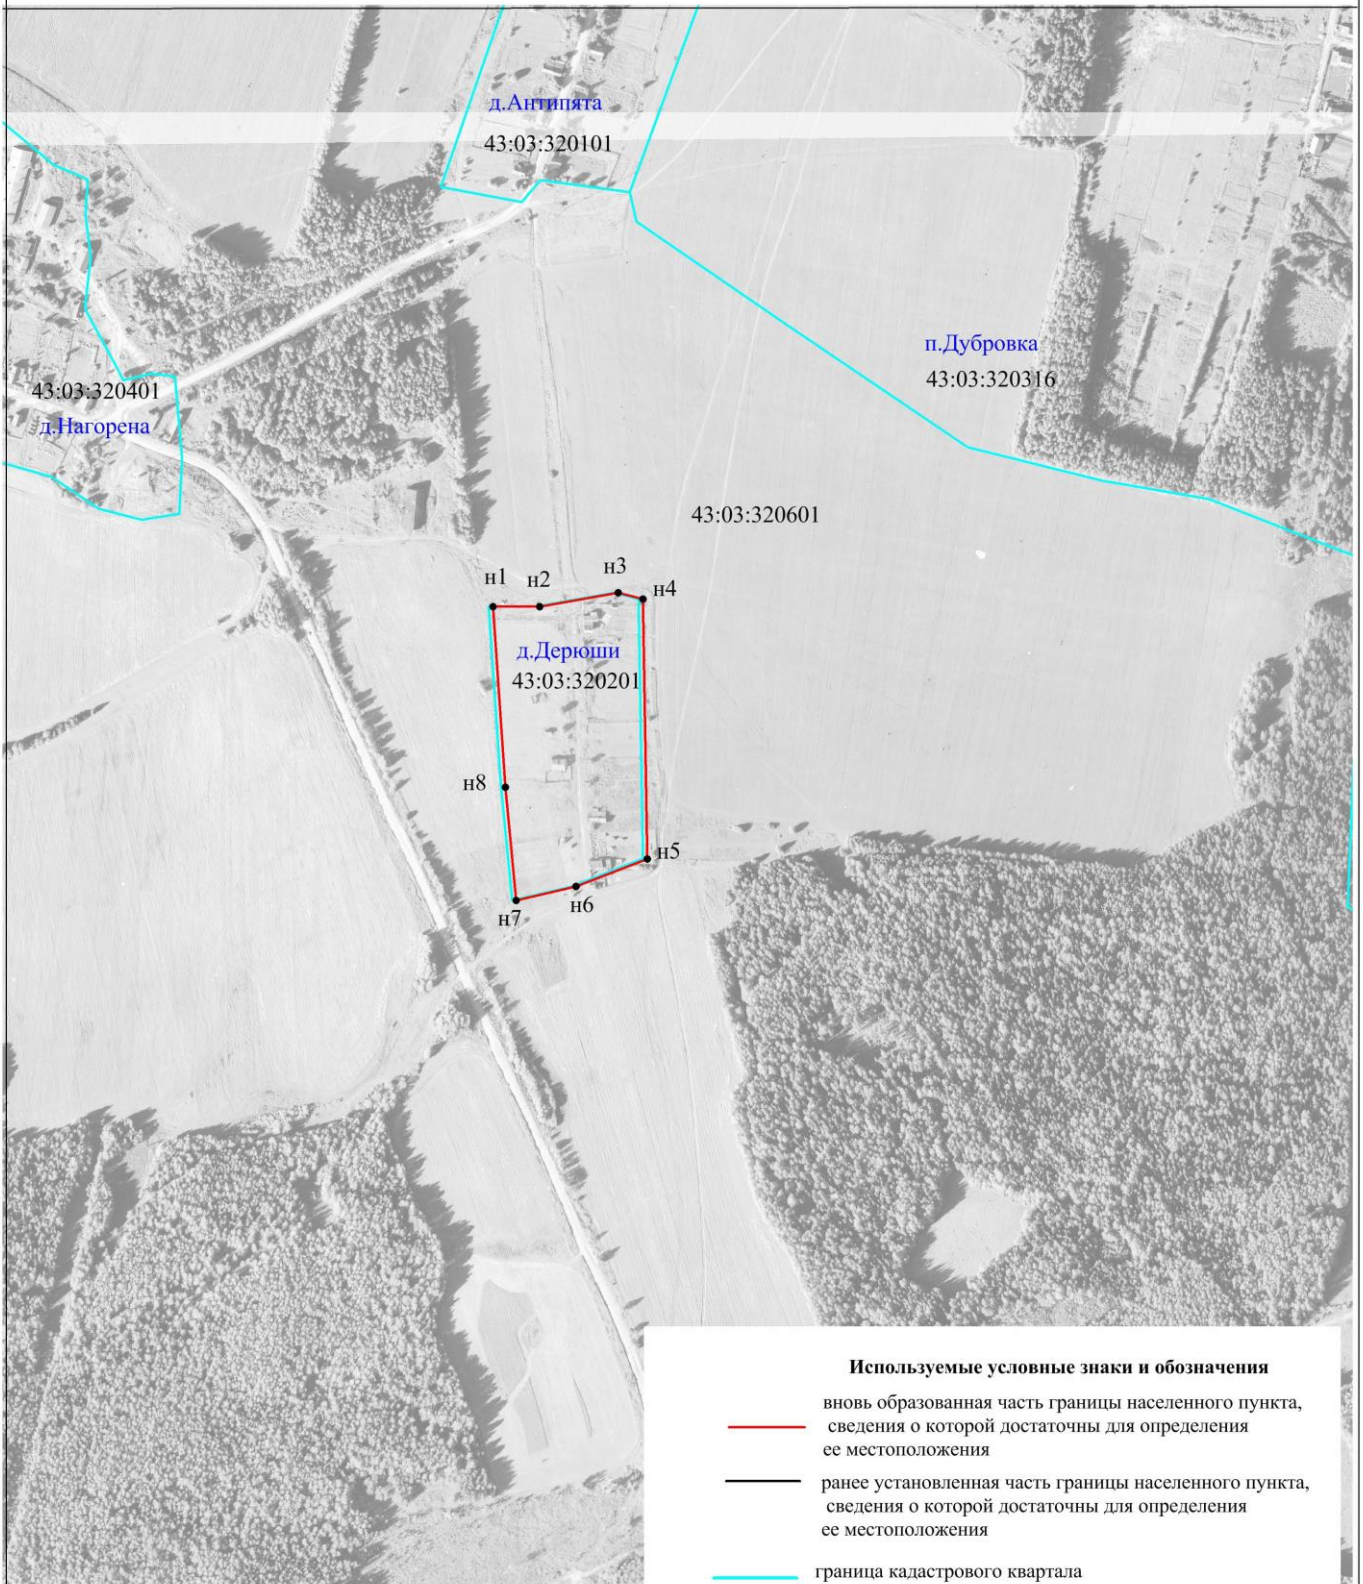 д.Антипята
43:03:320101
п.Дубровка
43:03:320316
43:03:320401
д.Нагорена
43:03:320601
н1
н2
н3
н4
д.Дерюши
43:03:320201
н8
н5
н6
н7
Используемые условные знаки и обозначения
вновь образованная часть границы населенного пункта,
сведения о которой достаточны для определения
ее местоположения
ранее установленная часть границы населенного пункта,
сведения о которой достаточны для определения
ее местоположения
граница кадастрового квартала